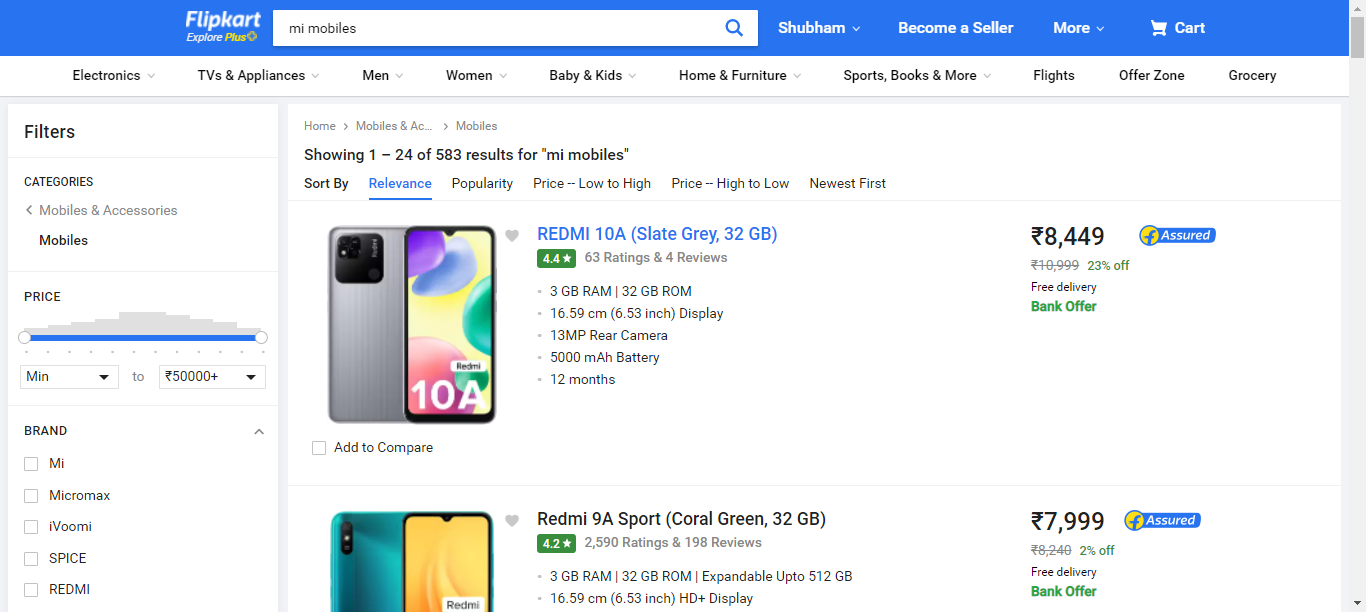 Flipkart
Explore Plus
mi mobiles
Shubham
Become a Seller
More
Cart
Electronics
TVs & Appliances
Men
Women
Baby & Kids
Home & Furniture
Sports, Books & More
Flights
Offer Zone
Grocery
Filters
CATEGORIES
Mobiles & Accessories
Mobiles
PRICE
Min to ₹50000+
BRAND
Mi
Micromax
iVoomi
SPICE
REDMI
Home > Mobiles & Ac... > Mobiles
Showing 1 – 24 of 583 results for "mi mobiles"
Sort By Relevance Popularity Price -- Low to High Price -- High to Low Newest First
Redmi
Redmi
10A
Add to Compare
REDMI 10A (Slate Grey, 32 GB)
4.4 ★ 63 Ratings & 4 Reviews
3 GB RAM | 32 GB ROM
16.59 cm (6.53 inch) Display
13MP Rear Camera
5000 mAh Battery
12 months
₹8,449 f Assured
₹10,999 23% off
Free delivery
Bank Offer
Redmi
Redmi 9A Sport (Coral Green, 32 GB)
4.2 ★ 2,590 Ratings & 198 Reviews
3 GB RAM | 32 GB ROM | Expandable Upto 512 GB
16.59 cm (6.53 inch) HD+ Display
₹7,999 f Assured
₹8,240 2% off
Free delivery
Bank Offer